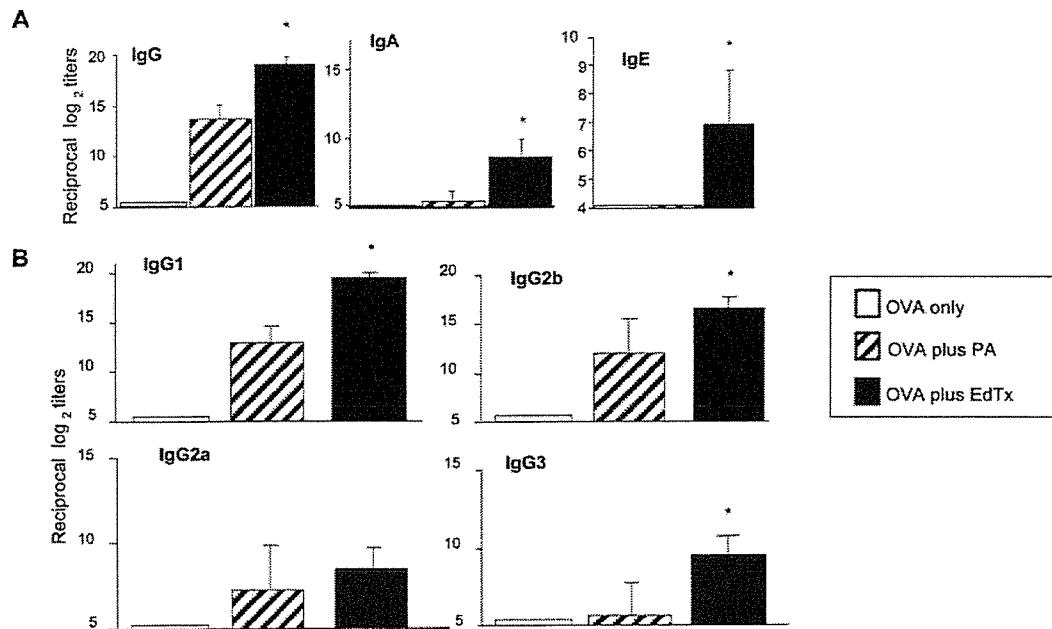 A
IgG
IgA
IgE
Reciprocal log 2 titers
20
15
10
5
*
15
10
5
*
10
9
8
7
6
5
4
*
B
IgG1
IgG2b
Reciprocal log 2 titers
20
15
10
5
*
20
15
10
5
*
OVA only
OVA plus PA
OVA plus EdTx
IgG2a
IgG3
15
10
5
15
10
5
*